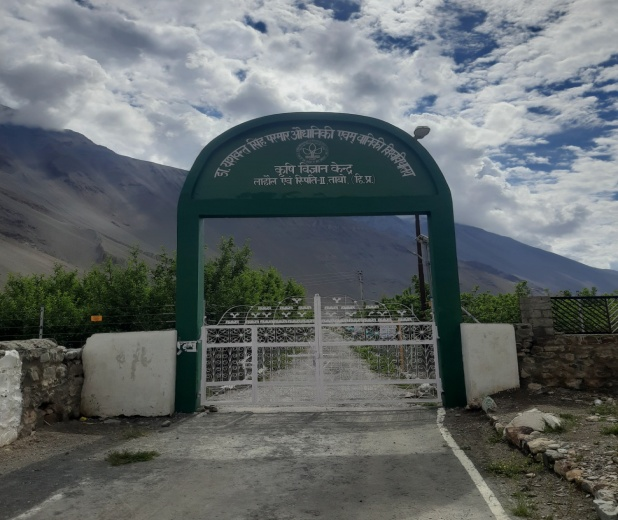 डा. यशवन्त सिंह परमार औद्यानिकी एवम् वानिकी विश्वविद्यालय
कृषि विज्ञान केन्द्र
लाहौल एवं स्पिति-II ताबो (हि.प्र.)